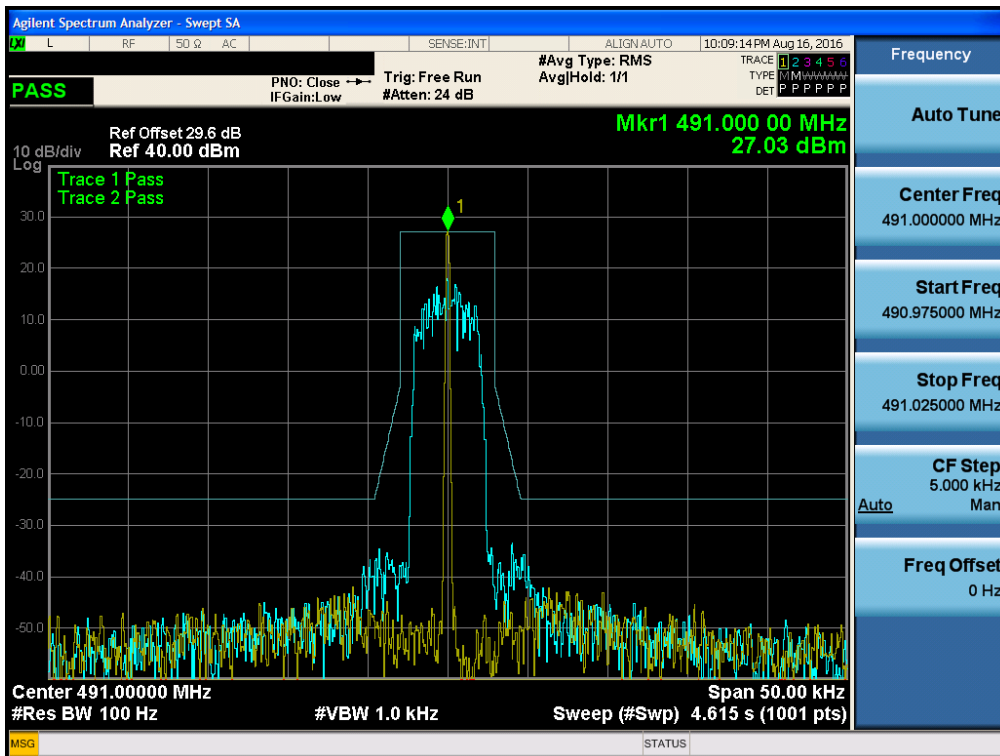 Agilent Spectrum Analyzer - Swept SA
LXI L RF 50 Ω AC SENSE:INT ALIGN AUTO 10:09:14 PM Aug 16, 2016
PASS
PNO: Close
IFGain:Low
Trig: Free Run
#Atten: 24 dB
#Avg Type: RMS
Avg|Hold: 1/1
TRACE 1 2 3 4 5 6
TYPE M M W W W W
DET P P P P P P
Mkr1 491.000 00 MHz
27.03 dBm
Ref Offset 29.6 dB
10 dB/div Ref 40.00 dBm
Log
Trace 1 Pass
Trace 2 Pass
1
30.0
20.0
10.0
0.00
-10.0
-20.0
-30.0
-40.0
-50.0
Center 491.00000 MHz Span 50.00 kHz
#Res BW 100 Hz #VBW 1.0 kHz Sweep (#Swp) 4.615 s (1001 pts)
MSG STATUS
Frequency
Auto Tune
Center Freq
491.000000 MHz
Start Freq
490.975000 MHz
Stop Freq
491.025000 MHz
CF Step
5.000 kHz
Auto Man
Freq Offset
0 Hz